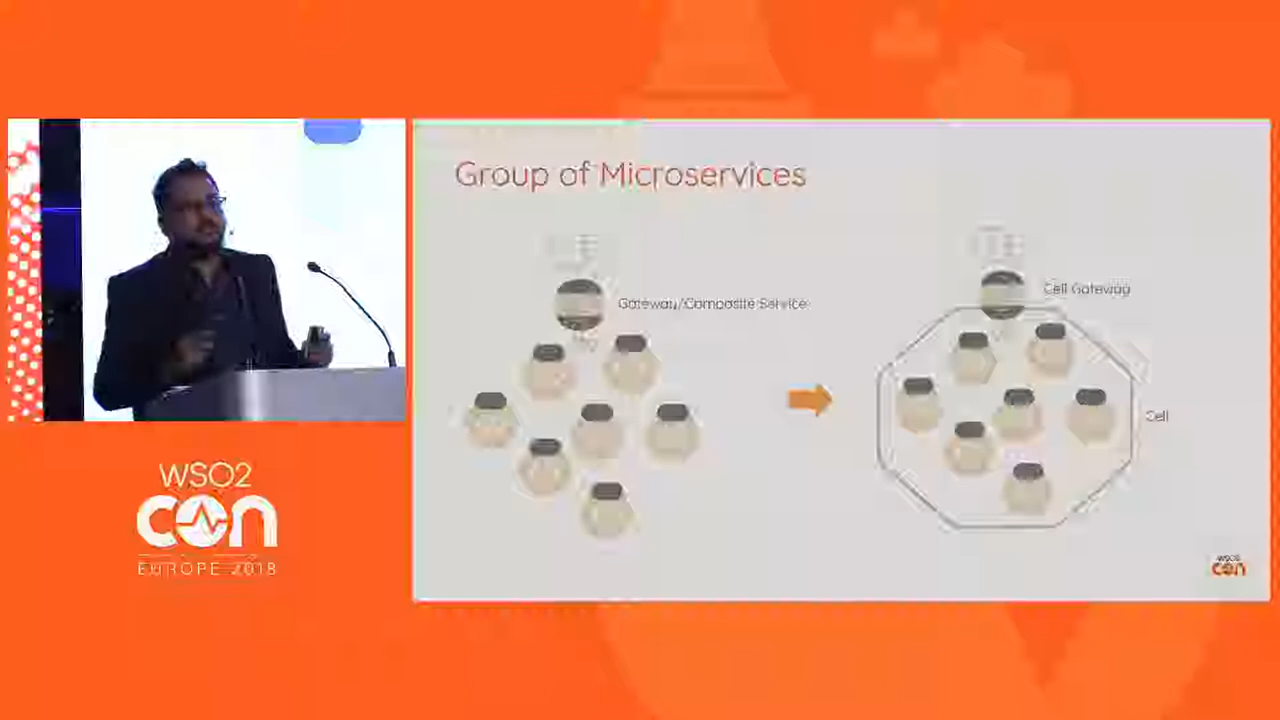 Group of Microservices
Gateway/Composite Service
Cell Gateway
Cell
WSO2
con
WSO2
con
EUROPE 2018